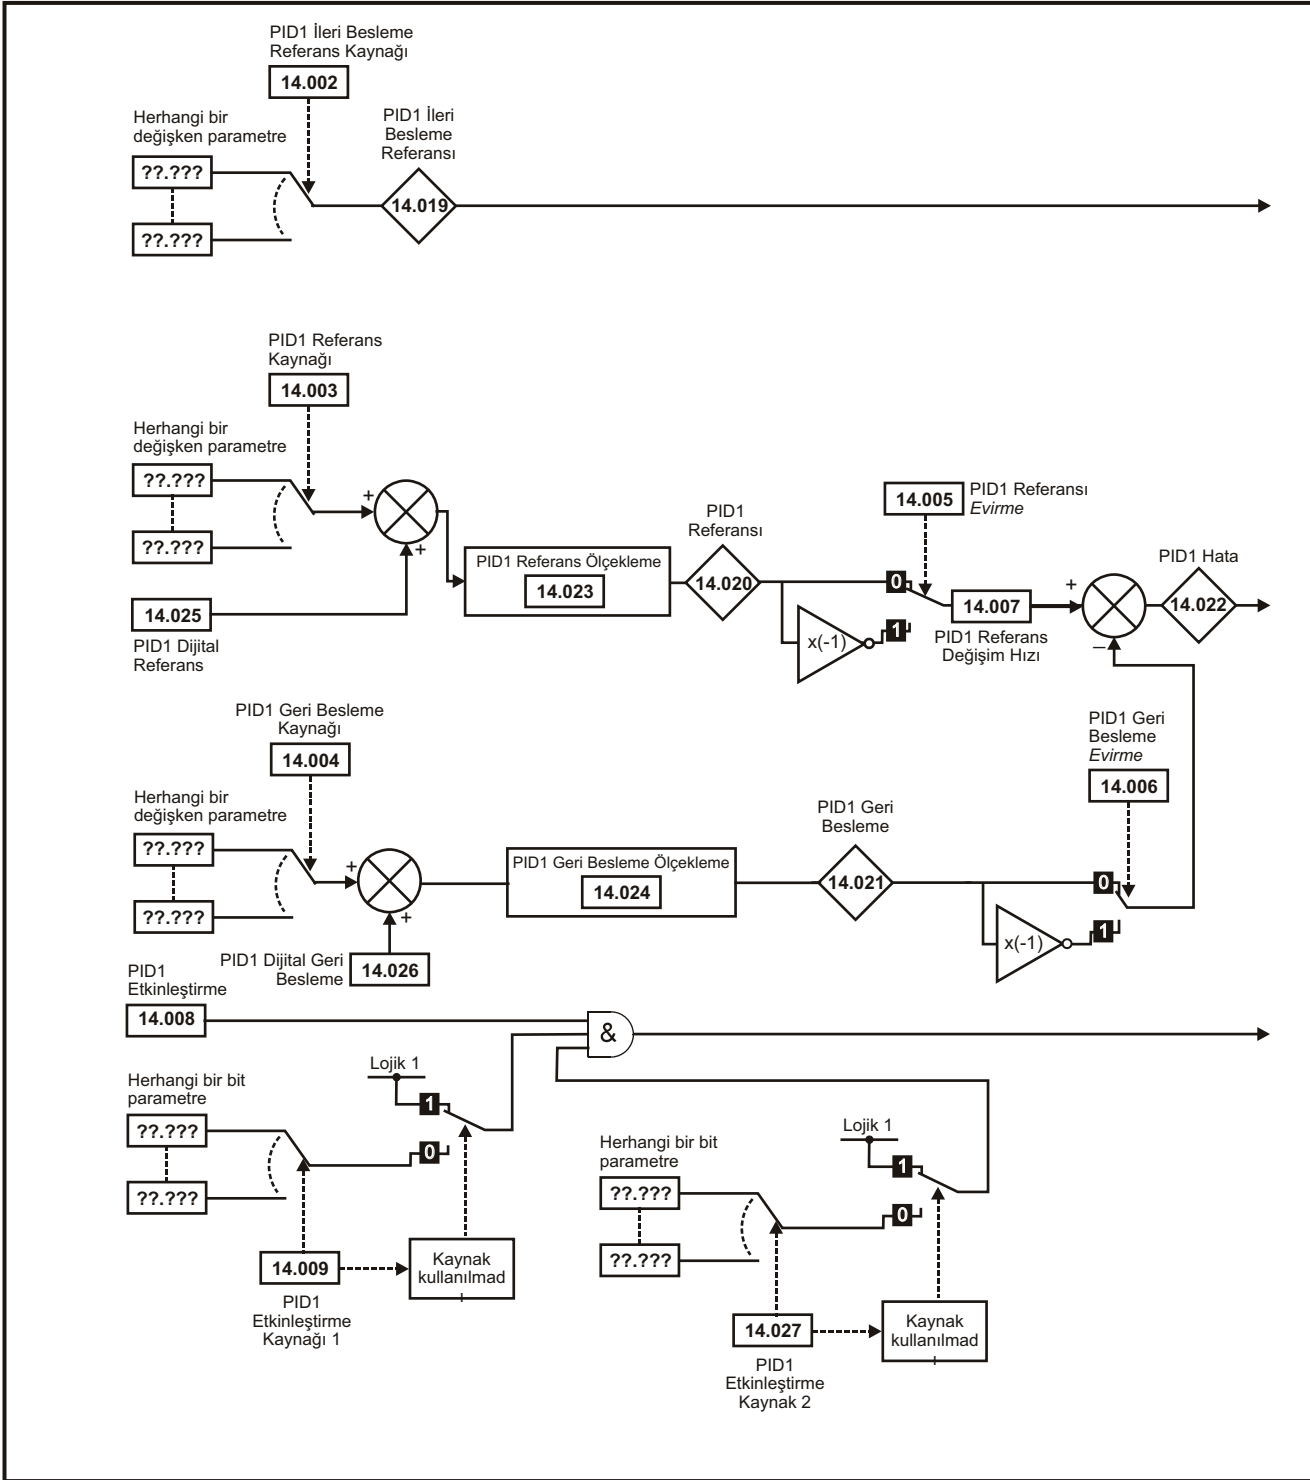 PID1 İleri Besleme
Referans Kaynağı
14.002
Herhangi bir
değişken parametre
PID1 İleri
Besleme
Referansı
??.???
14.019
??.???
PID1 Referans
Kaynağı
14.003
Herhangi bir
değişken parametre
??.???
+
+
??.???
PID1 Referans Ölçekleme
14.023
PID1
Referansı
14.020
14.005
PID1 Referansı
Evirme
0
1
x(-1)
14.007
PID1 Referans
Değişim Hızı
+
–
PID1 Hata
14.022
14.025
PID1 Dijital
Referans
PID1 Geri Besleme
Kaynağı
14.004
Herhangi bir
değişken parametre
??.???
+
+
??.???
PID1 Geri Besleme Ölçekleme
14.024
PID1 Geri
Besleme
14.021
PID1 Geri
Besleme
Evirme
14.006
0
1
x(-1)
PID1 Dijital Geri
Besleme
14.026
PID1
Etkinleştirme
14.008
&
Herhangi bir bit
parametre
??.???
??.???
Lojik 1
1
0
14.009
PID1
Etkinleştirme
Kaynağı 1
Kaynak
kullanılmad
ı
Herhangi bir bit
parametre
??.???
??.???
Lojik 1
1
0
14.027
PID1
Etkinleştirme
Kaynak 2
Kaynak
kullanılmad
ı